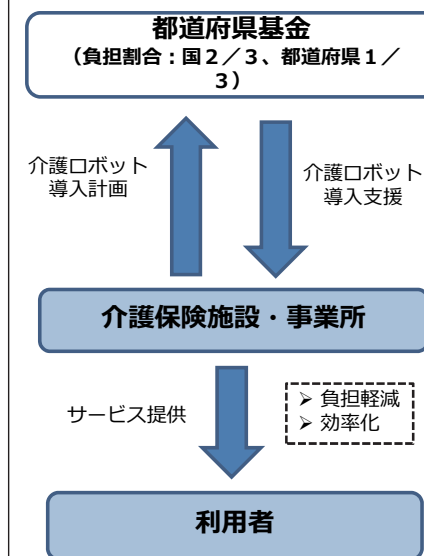 都道府県基金
（負担割合：国２／３、都道府県１／
３）
介護ロボット
導入計画
介護ロボット
導入支援
介護保険施設・事業所
サービス提供
➢ 負担軽減
➢ 効率化
利用者